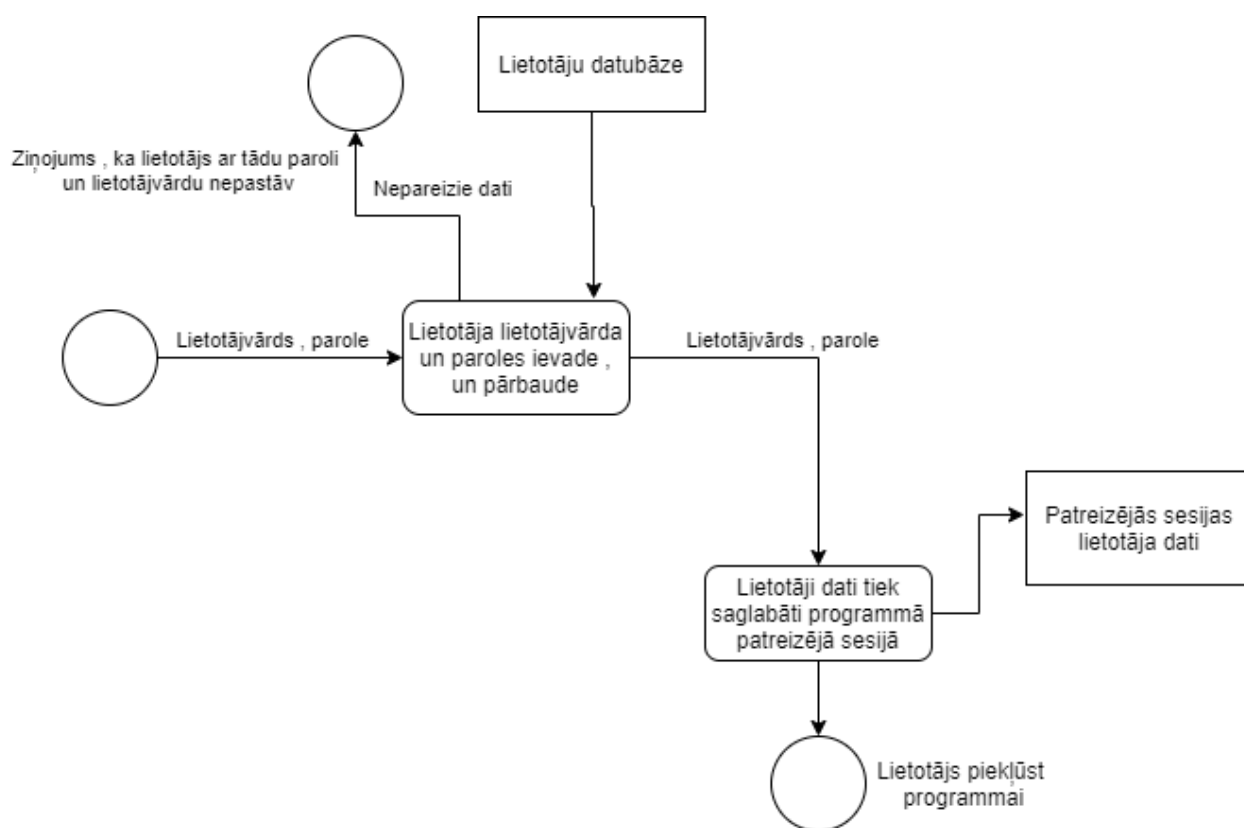 Lietotāju datubāze
Ziņojums , ka lietotājs ar tādu paroli
un lietotājvārdu nepastāv
Nepareizie dati
Lietotājvārds , parole
Lietotāja lietotājvārda
un paroles ievade ,
un pārbaude
Lietotājvārds , parole
Patreizējās sesijas
lietotāja dati
Lietotāji dati tiek
saglabāti programmā
patreizējā sesijā
Lietotājs piekļūst
programmai